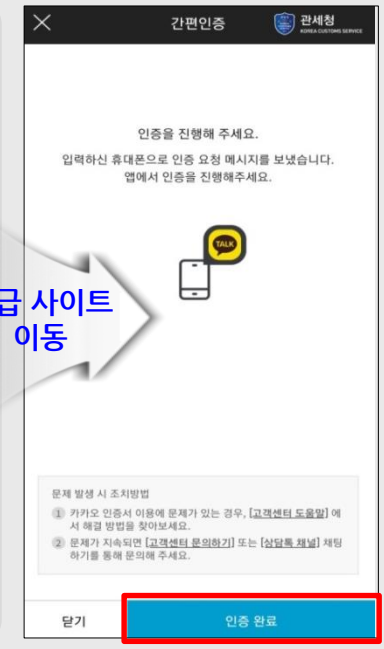 간편인증
관세청
KOREA CUSTOMS SERVICE
인증을 진행해 주세요.
입력하신 휴대폰으로 인증 요청 메시지를 보냈습니다.
앱에서 인증을 진행해주세요.
TALK
급 사이트
이동
문제 발생 시 조치방법
1 카카오 인증서 이용에 문제가 있는 경우, [고객센터 도움말] 에
서 해결 방법을 찾아보세요.
2 문제가 지속되면 [고객센터 문의하기] 또는 [상담톡 채널] 채팅
하기를 통해 문의해 주세요.
닫기
인증 완료